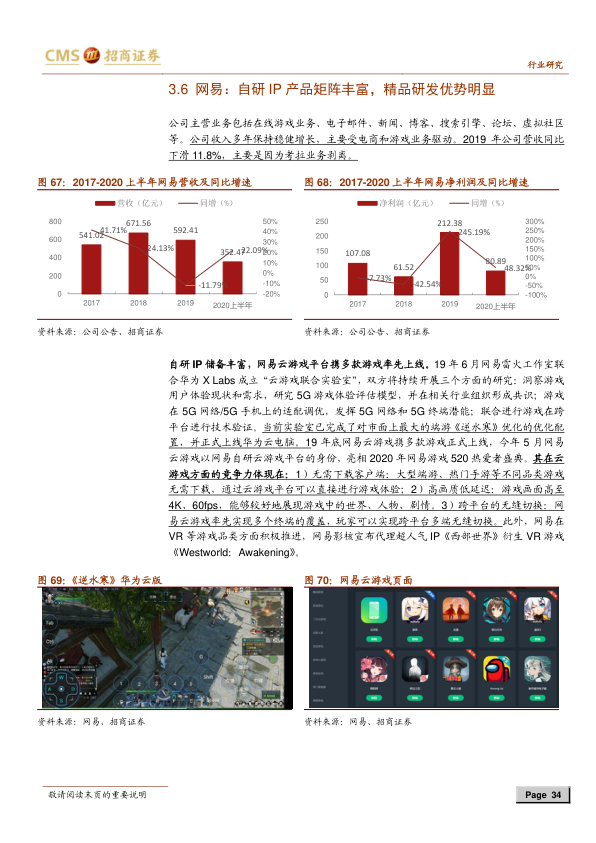 CMS 招商证券
行业研究
3.6 网易：自研 IP 产品矩阵丰富，精品研发优势明显
公司主营业务包括在线游戏业务、电子邮件、新闻、博客、搜索引擎、论坛、虚拟社区
等。公司收入多年保持稳健增长，主要受电商和游戏业务驱动。2019 年公司营收同比
下滑 11.8%，主要是因为考拉业务剥离。
图 67：2017-2020 上半年网易营收及同比增速
营收（亿元） 同增（%）
800
600
400
200
0
541.02
671.56
592.41
352.47
41.71%
24.13%
-11.79%
22.09%
50%
40%
30%
20%
10%
0%
-10%
-20%
2017 2018 2019 2020上半年
资料来源：公司公告、招商证券
图 68：2017-2020 上半年网易净利润及同比增速
净利润（亿元） 同增（%）
250
200
150
100
50
0
107.08
61.52
212.38
80.89
-7.73%
-42.54%
245.19%
48.32%
300%
250%
200%
150%
100%
50%
0%
-50%
-100%
2017 2018 2019 2020上半年
资料来源：公司公告、招商证券
自研 IP 储备丰富，网易云游戏平台携多款游戏率先上线。19 年 6 月网易雷火工作室联
合华为 X Labs 成立“云游戏联合实验室”，双方将持续开展三个方面的研究：洞察游戏
用户体验现状和需求，研究 5G 游戏体验评估模型，并在相关行业组织形成共识；游戏
在 5G 网络/5G 手机上的适配调优，发挥 5G 网络和 5G 终端潜能；联合进行游戏在跨
平台进行技术验证。当前实验室已完成了对市面上最大的端游《逆水寒》优化的优化配
置，并正式上线华为云电脑。19 年底网易云游戏携多款游戏正式上线，今年 5 月网易
云游戏以网易自研云游戏平台的身份，亮相 2020 年网易游戏 520 热爱者盛典。其在云
游戏方面的竞争力体现在：1）无需下载客户端：大型端游、热门手游等不同品类游戏
无需下载，通过云游戏平台可以直接进行游戏体验；2）高画质低延迟：游戏画面高至
4K、60fps，能够较好地展现游戏中的世界、人物、剧情。3）跨平台的无缝切换：网
易云游戏率先实现多个终端的覆盖，玩家可以实现跨平台多端无缝切换。此外，网易在
VR 等游戏品类方面积极推进，网易影核宣布代理超人气 IP《西部世界》衍生 VR 游戏
《Westworld：Awakening》。
图 69：《逆水寒》华为云版
资料来源：网易、招商证券
图 70：网易云游戏页面
资料来源：网易、招商证券
敬请阅读末页的重要说明
Page 34